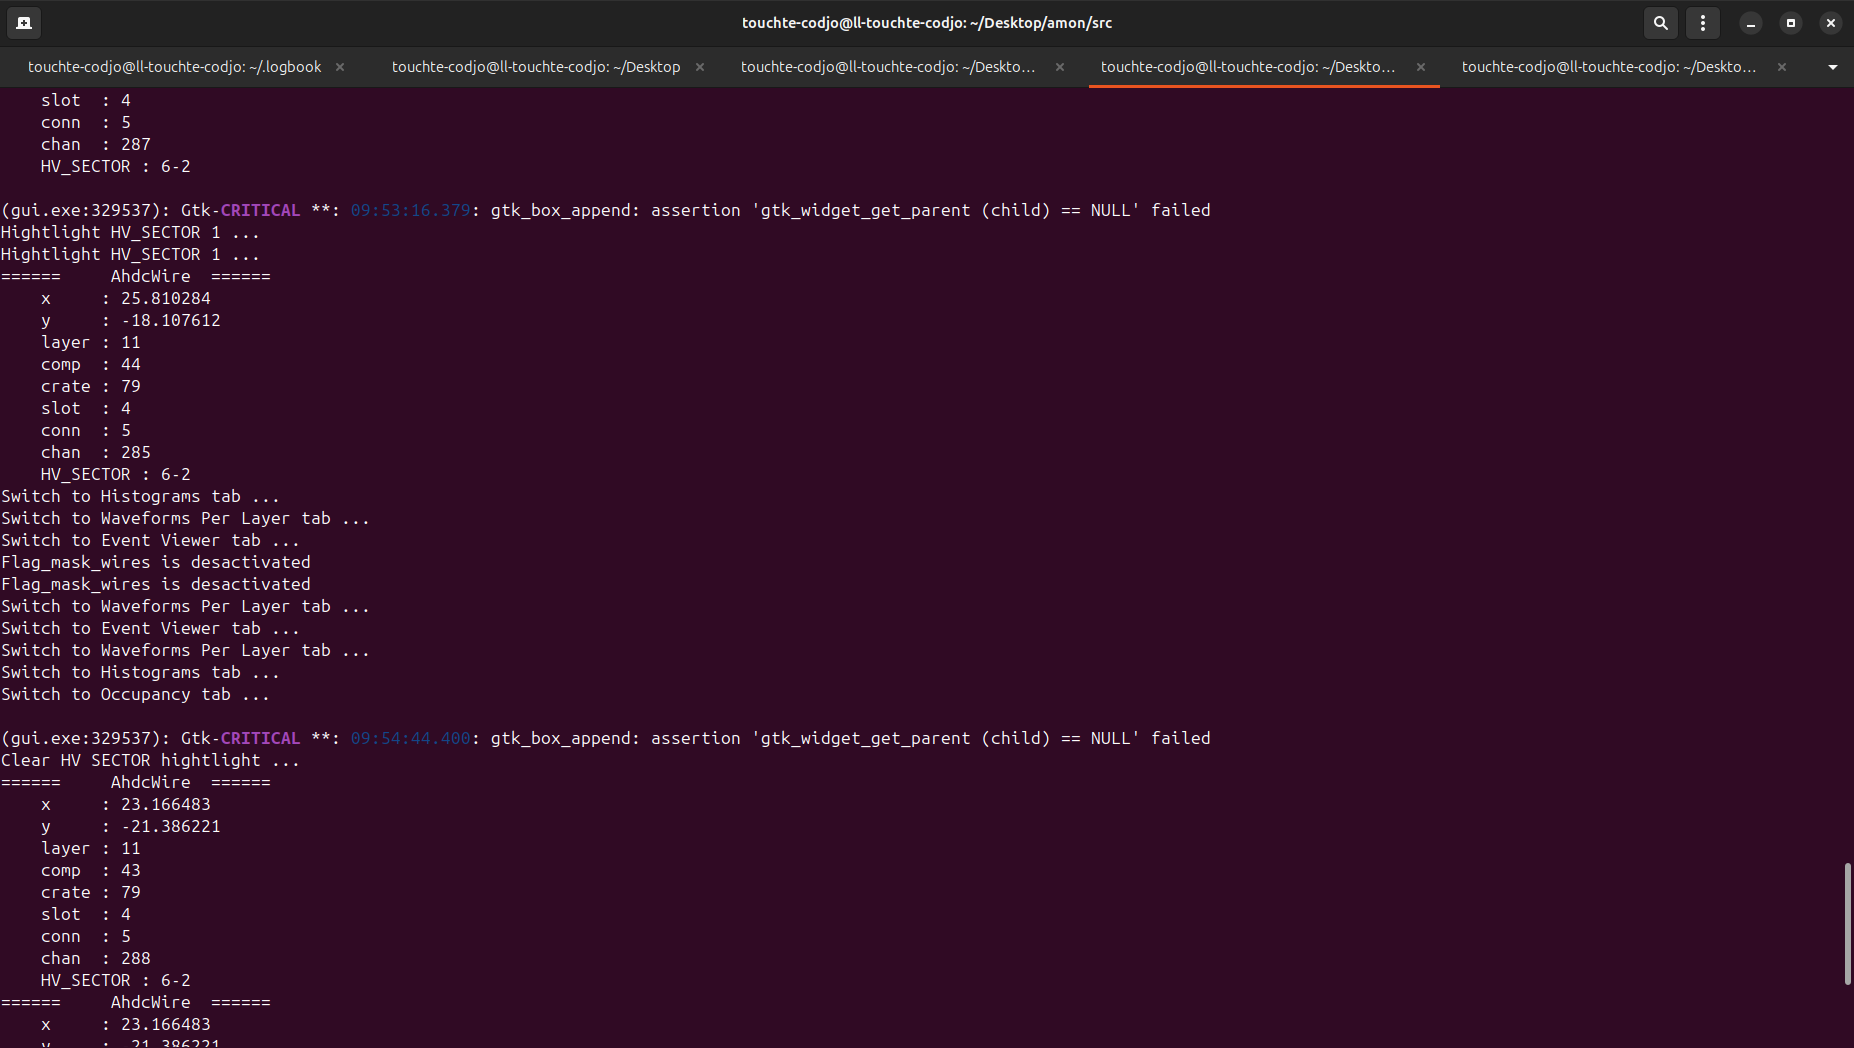 touchte-codjo@ll-touchte-codjo: ~/Desktop/amon/src
touchte-codjo@ll-touchte-codjo: ~/.logbook × touchte-codjo@ll-touchte-codjo: ~/Desktop × touchte-codjo@ll-touchte-codjo: ~/Deskto... × touchte-codjo@ll-touchte-codjo: ~/Deskto... × touchte-codjo@ll-touchte-codjo: ~/Deskto... ×
    slot  : 4
    conn  : 5
    chan  : 287
    HV_SECTOR : 6-2
(gui.exe:329537): Gtk-CRITICAL **: 09:53:16.379: gtk_box_append: assertion 'gtk_widget_get_parent (child) == NULL' failed
Hightlight HV_SECTOR 1 ...
Hightlight HV_SECTOR 1 ...
======     AhdcWire  ======
    x     : 25.810284
    y     : -18.107612
    layer : 11
    comp  : 44
    crate : 79
    slot  : 4
    conn  : 5
    chan  : 285
    HV_SECTOR : 6-2
Switch to Histograms tab ...
Switch to Waveforms Per Layer tab ...
Switch to Event Viewer tab ...
Flag_mask_wires is desactivated
Flag_mask_wires is desactivated
Switch to Waveforms Per Layer tab ...
Switch to Event Viewer tab ...
Switch to Waveforms Per Layer tab ...
Switch to Histograms tab ...
Switch to Occupancy tab ...
(gui.exe:329537): Gtk-CRITICAL **: 09:54:44.400: gtk_box_append: assertion 'gtk_widget_get_parent (child) == NULL' failed
Clear HV SECTOR hightlight ...
======     AhdcWire  ======
    x     : 23.166483
    y     : -21.386221
    layer : 11
    comp  : 43
    crate : 79
    slot  : 4
    conn  : 5
    chan  : 288
    HV_SECTOR : 6-2
======     AhdcWire  ======
    x     : 23.166483
    y     : -21.386221